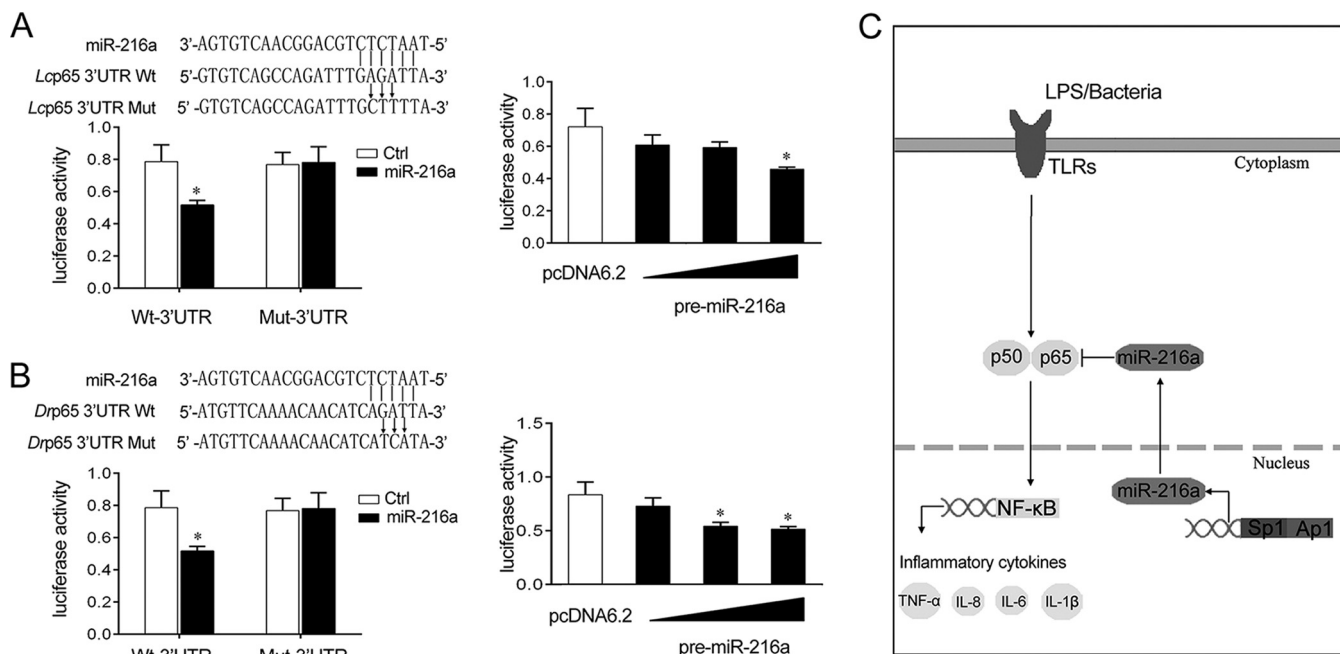 A
miR-216a 3'-AGTGTCAACGGACGTCTCTAAT-5'
Lcp65 3'UTR Wt 5'-GTGTCAGCCAGATTTGAGATTA-3'
Lcp65 3'UTR Mut 5'-GTGTCAGCCAGATTTGCTTTTA-3'
luciferase activity
1.0
0.8
0.6
0.4
0.2
0.0
*
Ctrl
miR-216a
Wt-3'UTR Mut-3'UTR
luciferase activity
1.0
0.8
0.6
0.4
0.2
0.0
*
pcDNA6.2
pre-miR-216a
B
miR-216a 3'-AGTGTCAACGGACGTCTCTAAT-5'
Drp65 3'UTR Wt 5'-ATGTTCAAAACAACATCAGATTA-3'
Drp65 3'UTR Mut 5'-ATGTTCAAAACAACATCATCATA-3'
luciferase activity
1.0
0.8
0.6
0.4
0.2
0.0
*
Ctrl
miR-216a
Wt-3'UTR Mut-3'UTR
luciferase activity
1.5
1.0
0.5
0.0
* *
pcDNA6.2
pre-miR-216a
C
LPS/Bacteria
TLRs
Cytoplasm
p50 p65 miR-216a
Nucleus
miR-216a
NF-κB
Sp1 Ap1
Inflammatory cytokines
TNF-α IL-8 IL-6 IL-1β